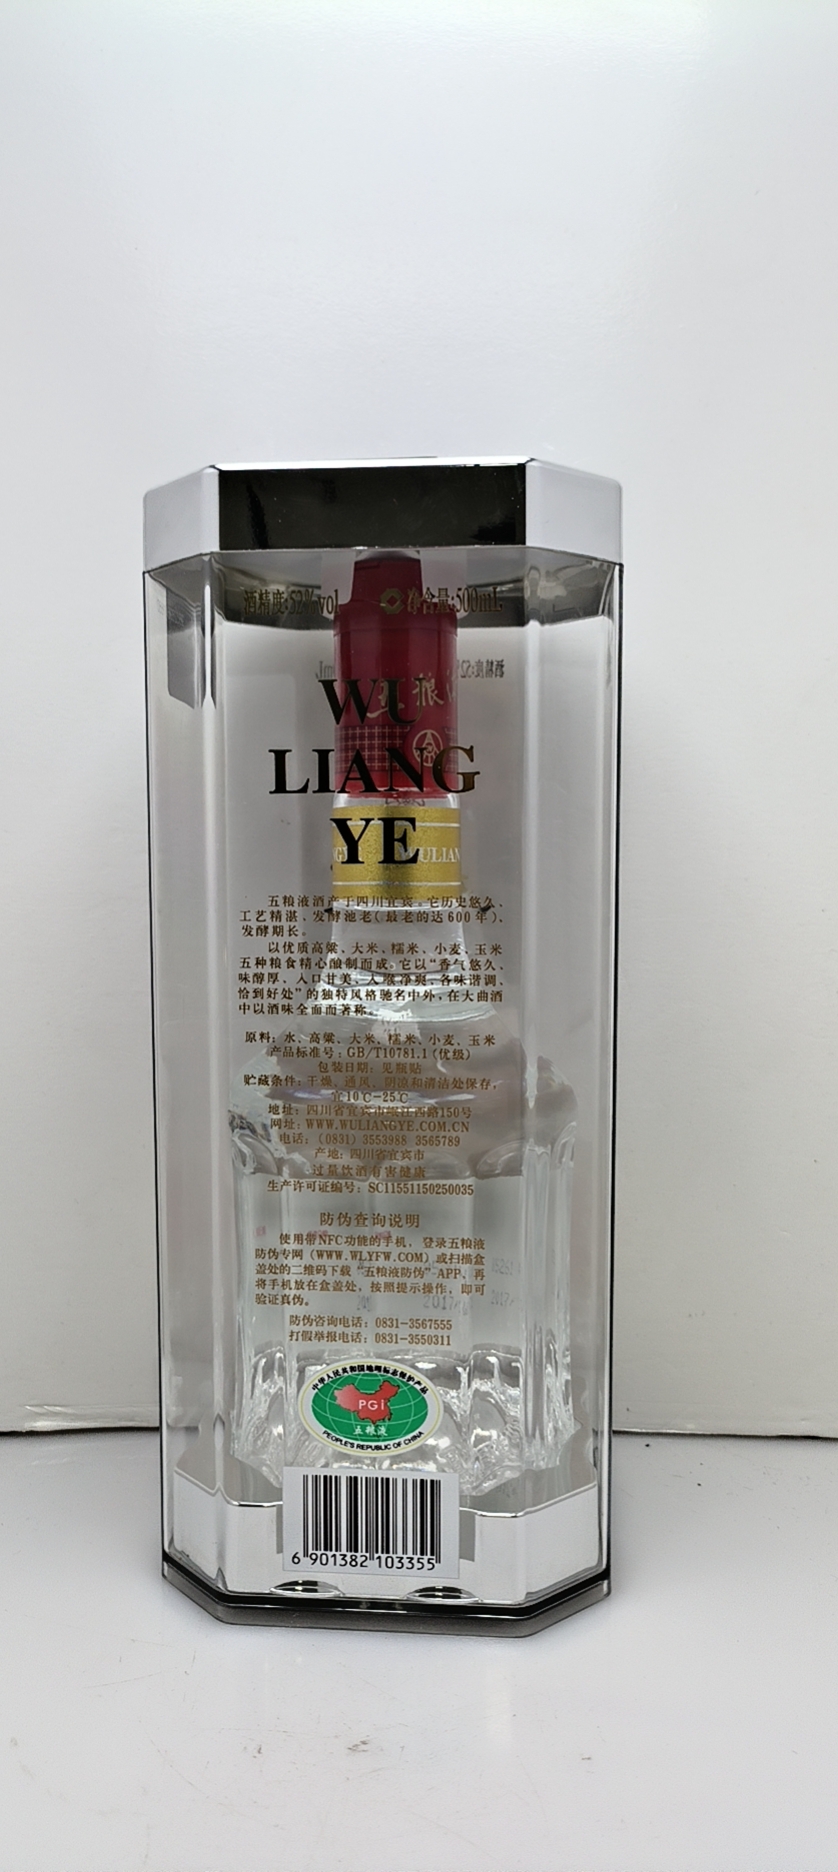 酒精度:52%vol 净含量:500mL
WU
LIANG
YE
五粮液酒产于四川宜宾。它历史悠久、
工艺精湛、发酵池老(最老的达600年)、
发酵期长。
以优质高粱、大米、糯米、小麦、玉米
五种粮食精心酿制而成。它以“香气悠久、
味醇厚、入口甘美、入喉净爽、各味谐调、
恰到好处”的独特风格驰名中外,在大曲酒
中以酒味全面而著称。
原料:水、高粱、大米、糯米、小麦、玉米
产品标准号:GB/T10781.1(优级)
包装日期:见瓶贴
贮藏条件:干燥、通风、阴凉和清洁处保存,
宜10℃-25℃
地址:四川省宜宾市岷江西路150号
网址:WWW.WULIANGYE.COM.CN
电话:(0831) 3553988 3565789
产地:四川省宜宾市
过量饮酒有害健康
生产许可证编号:SC11551150250035
防伪查询说明
使用带NFC功能的手机,登录五粮液
防伪专网(WWW.WLYFW.COM)或扫描盒
盖处的二维码下载“五粮液防伪”APP,再
将手机放在盒盖处,按照提示操作,即可
验证真伪。
防伪咨询电话:0831-3567555
打假举报电话:0831-3550311
中华人民共和国地理标志保护产品
PGI
五粮液
PEOPLE'S REPUBLIC OF CHINA
6 901382 103355